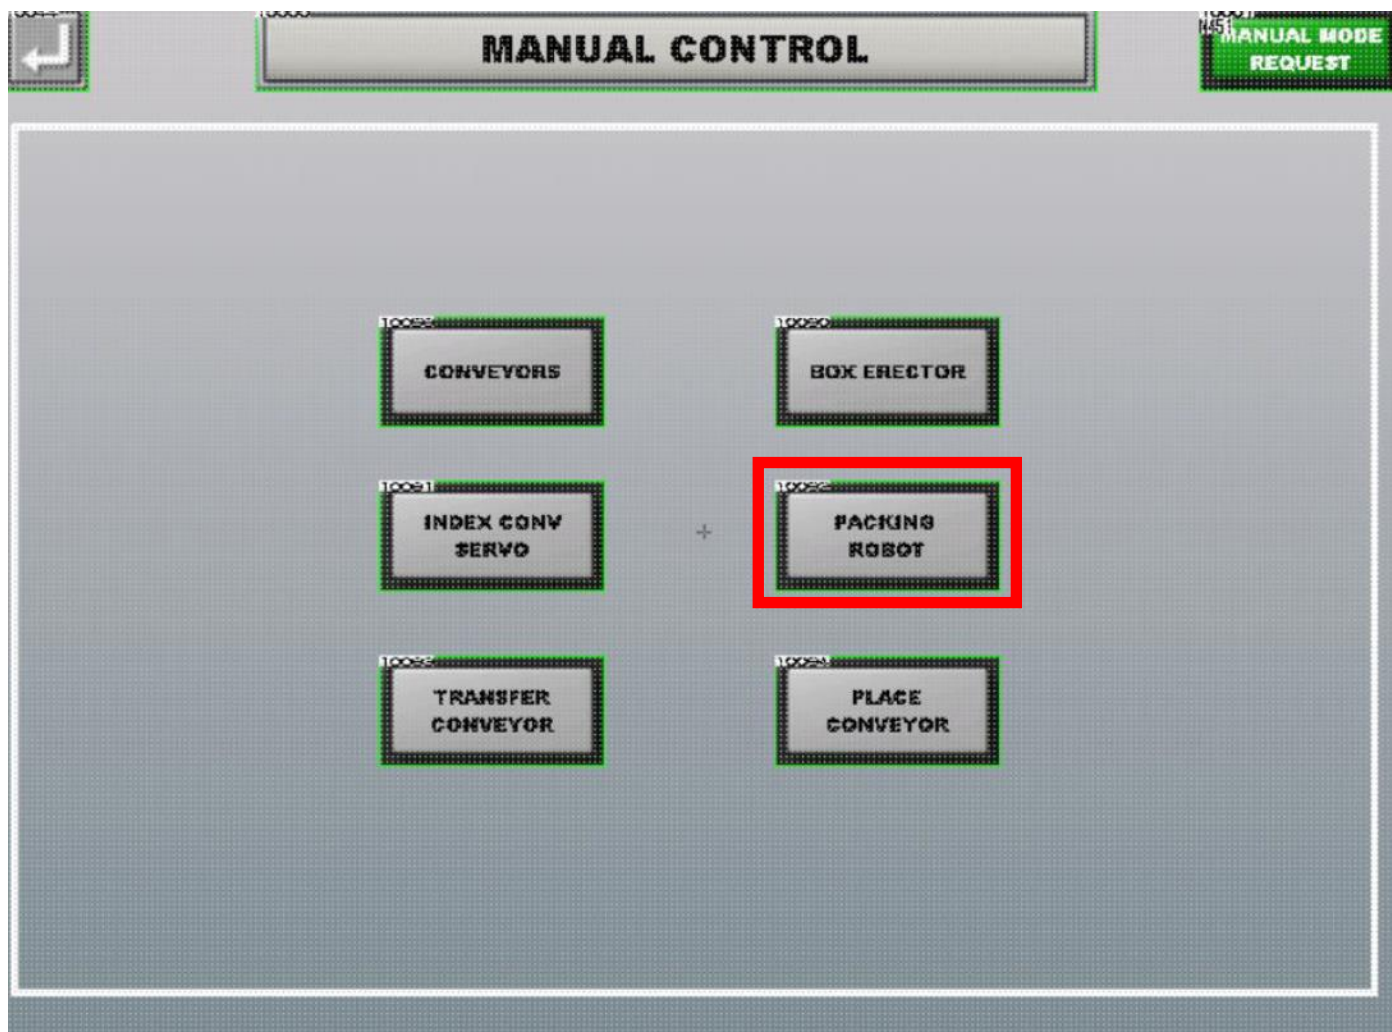 MANUAL CONTROL
MANUAL MODE
REQUEST
CONVEYORS
BOX ERECTOR
INDEX CONV
SERVO
PACKING
ROBOT
TRANSFER
CONVEYOR
PLACE
CONVEYOR